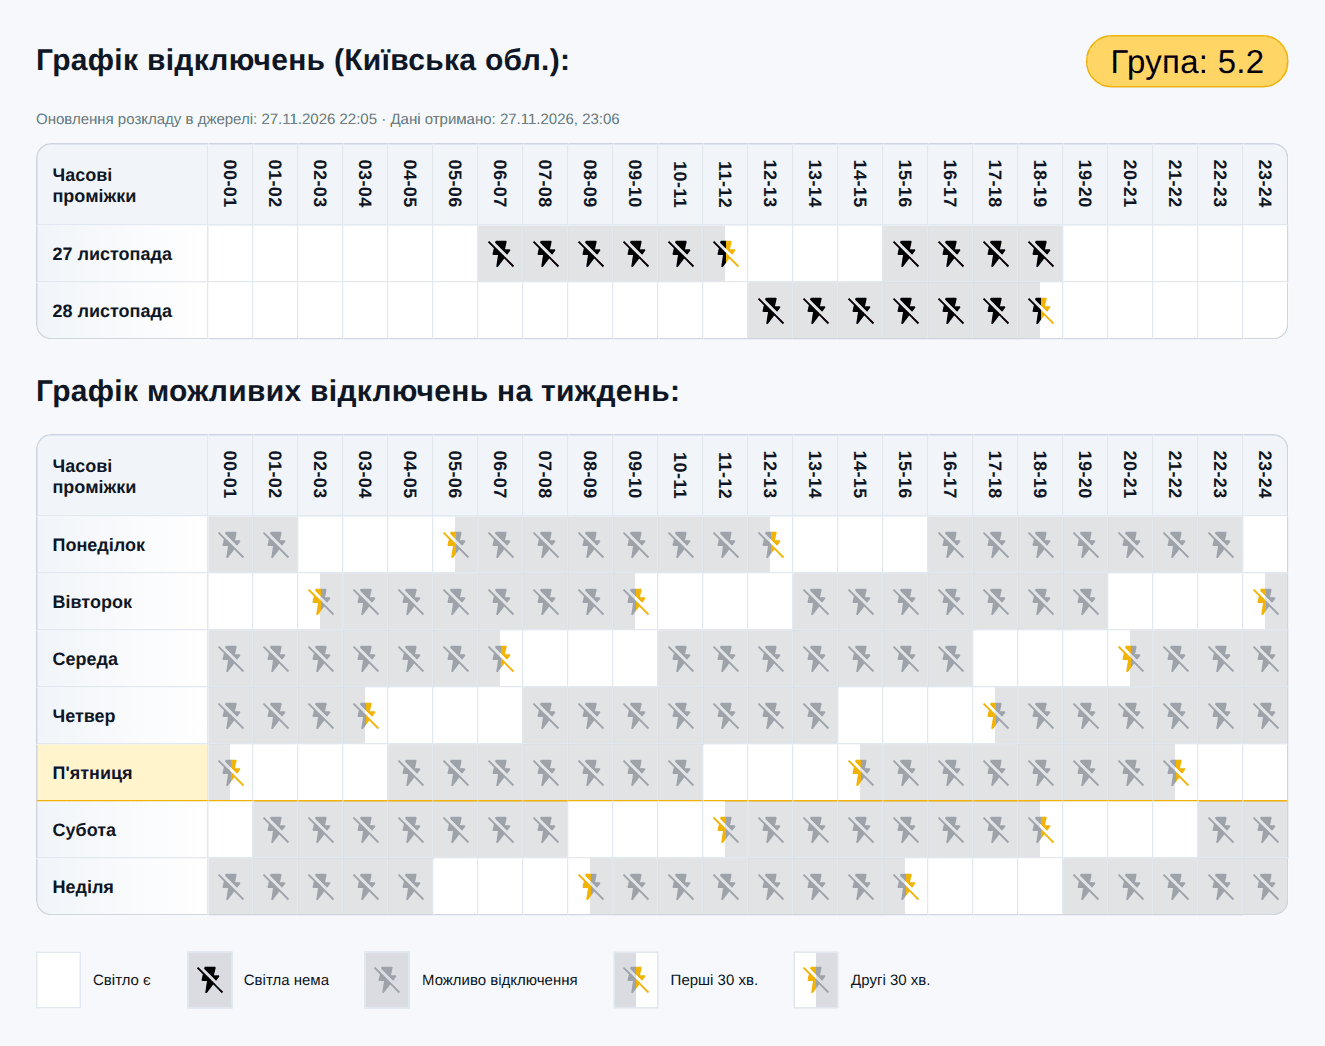 Графік відключень (Київська обл.):
Група: 5.2
Оновлення розкладу в джерелі: 27.11.2026 22:05 · Дані отримано: 27.11.2026, 23:06
Часові проміжки 00-01 01-02 02-03 03-04 04-05 05-06 06-07 07-08 08-09 09-10 10-11 11-12 12-13 13-14 14-15 15-16 16-17 17-18 18-19 19-20 20-21 21-22 22-23 23-24
27 листопада
28 листопада
Графік можливих відключень на тиждень:
Часові проміжки 00-01 01-02 02-03 03-04 04-05 05-06 06-07 07-08 08-09 09-10 10-11 11-12 12-13 13-14 14-15 15-16 16-17 17-18 18-19 19-20 20-21 21-22 22-23 23-24
Понеділок
Вівторок
Середа
Четвер
П'ятниця
Субота
Неділя
Світло є Світла нема Можливо відключення Перші 30 хв. Другі 30 хв.